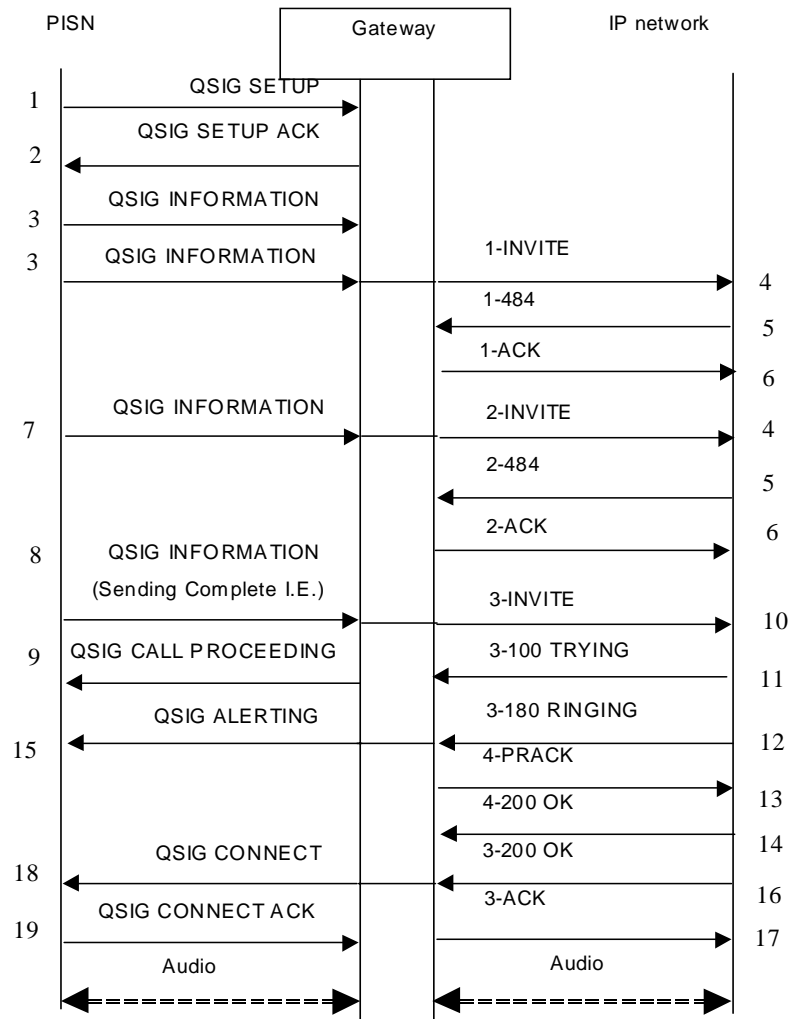 PISN Gateway IP network
1 QSIG SETUP
QSIG SETUP ACK
2
QSIG INFORMATION
3
3 QSIG INFORMATION 1-INVITE 4
1-484
5
1-ACK
6
QSIG INFORMATION 2-INVITE
7 4
2-484
5
8 QSIG INFORMATION 2-ACK 6
(Sending Complete I.E.) 3-INVITE
10
9 QSIG CALL PROCEEDING 3-100 TRYING
11
QSIG ALERTING 3-180 RINGING
15 12
4-PRACK
13
4-200 OK
14
QSIG CONNECT 3-200 OK
18 16
QSIG CONNECT ACK 3-ACK
19 17
Audio Audio